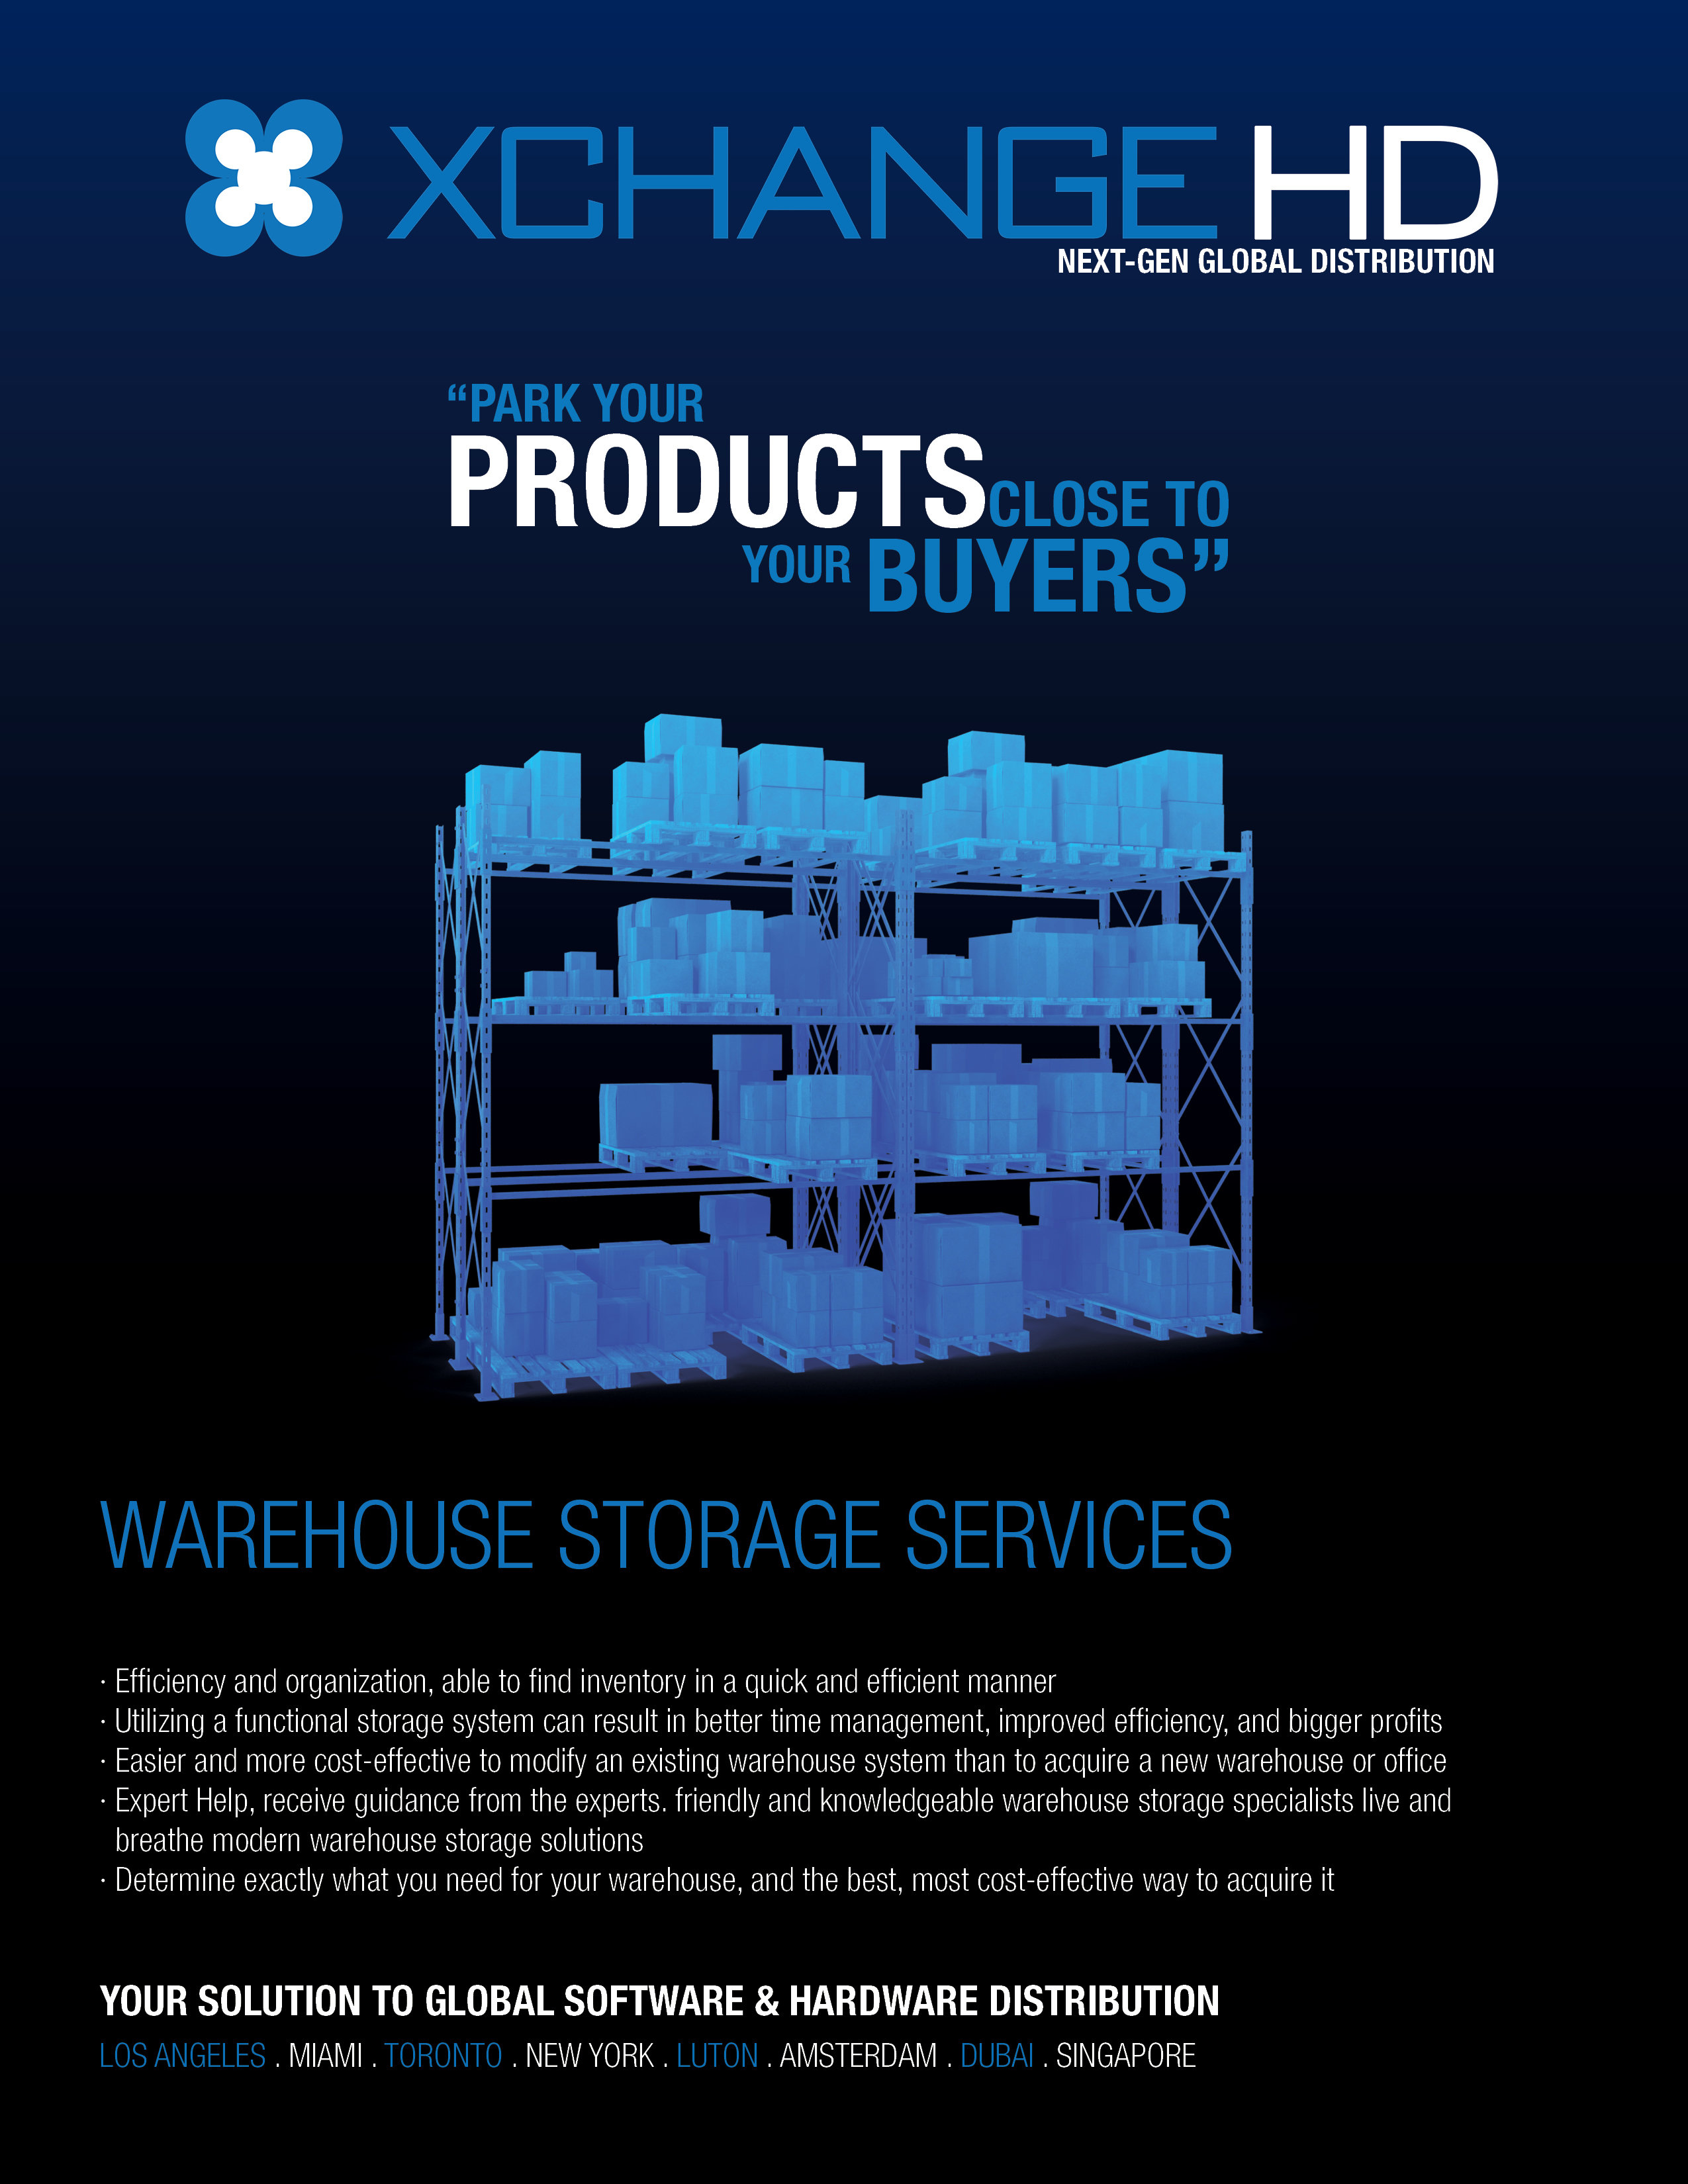 XCHANGE HD
NEXT-GEN GLOBAL DISTRIBUTION
“PARK YOUR
PRODUCTS CLOSE TO
YOUR BUYERS”
WAREHOUSE STORAGE SERVICES
· Efficiency and organization, able to find inventory in a quick and efficient manner
· Utilizing a functional storage system can result in better time management, improved efficiency, and bigger profits
· Easier and more cost-effective to modify an existing warehouse system than to acquire a new warehouse or office
· Expert Help, receive guidance from the experts. friendly and knowledgeable warehouse storage specialists live and
breathe modern warehouse storage solutions
· Determine exactly what you need for your warehouse, and the best, most cost-effective way to acquire it
YOUR SOLUTION TO GLOBAL SOFTWARE & HARDWARE DISTRIBUTION
LOS ANGELES . MIAMI . TORONTO . NEW YORK . LUTON . AMSTERDAM . DUBAI . SINGAPORE